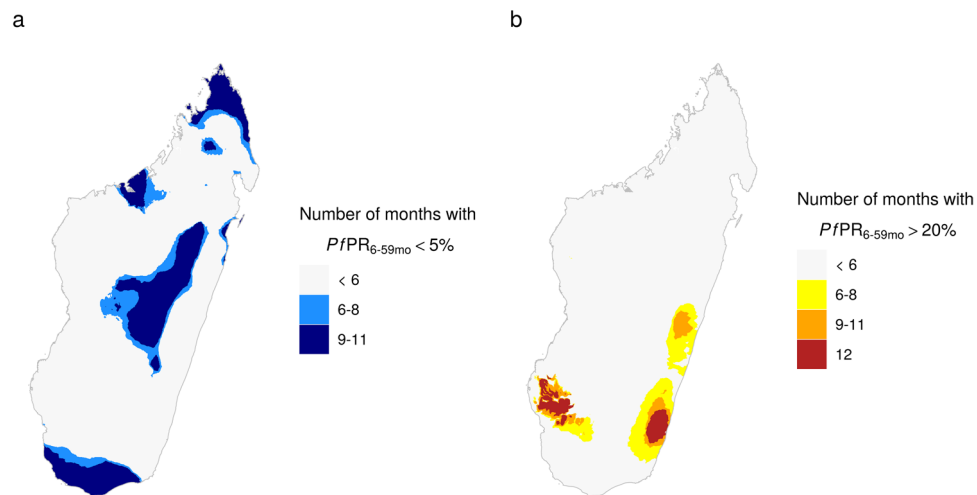 a
Number of months with
PfPR6-59mo < 5%
< 6
6-8
9-11
b
Number of months with
PfPR6-59mo > 20%
< 6
6-8
9-11
12